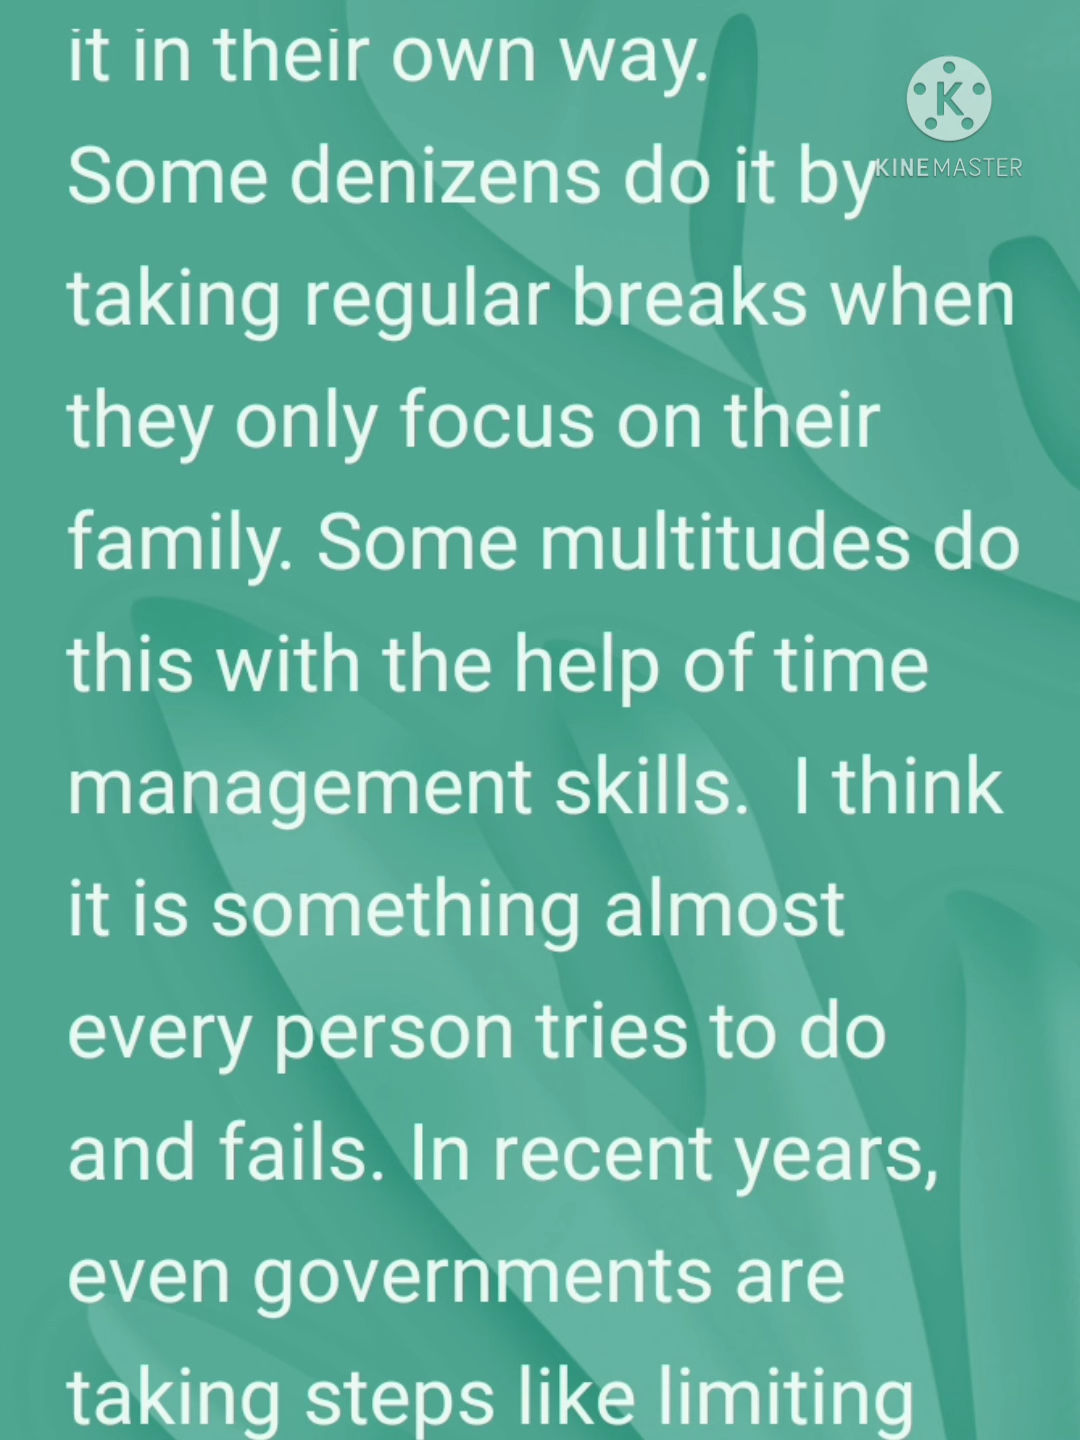 it in their own way.
Some denizens do it by
KINEMASTER
taking regular breaks when
they only focus on their
family. Some multitudes do
this with the help of time
management skills.  I think
it is something almost
every person tries to do
and fails. In recent years,
even governments are
taking steps like limiting